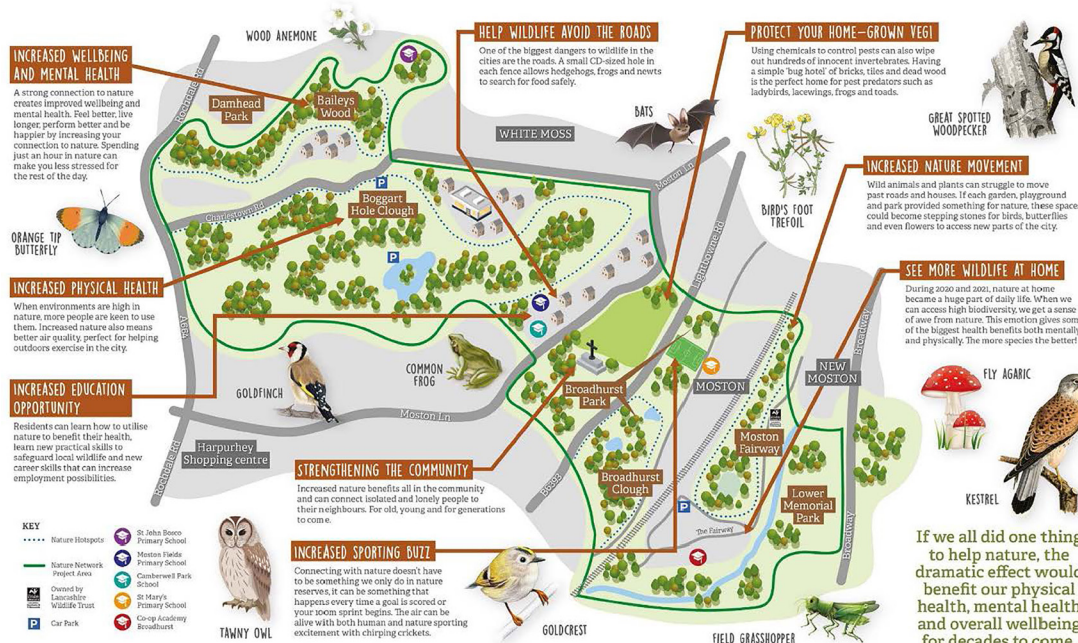 WOOD ANEMONE
INCREASED WELLBEING
AND MENTAL HEALTH
A strong connection to nature
creates improved wellbeing and
mental health. Feel better, live
longer, perform better and be
happier by increasing your
connection to nature. Spending
just an hour in nature can
make you less stressed for
the rest of the day.
ORANGE TIP
BUTTERFLY
INCREASED PHYSICAL HEALTH
When environments are high in
nature, more people are keen to use
them. Increased nature also means
better air quality, perfect for helping
outdoors exercise in the city.
INCREASED EDUCATION
OPPORTUNITY
Residents can learn how to utilise
nature to benefit their health,
learn new practical skills to
safeguard local wildlife and new
career skills that can increase
employment possibilities.
KEY
Nature Hotspots
Nature Network
Project Area
Owned by
Lancashire
Wildlife Trust
P Car Park
St John Bosco
Primary School
Moston Fields
Primary School
Camberwell Park
School
St Mary's
Primary School
Co-op Academy
Broadhurst
TAWNY OWL
HELP WILDLIFE AVOID THE ROADS
One of the biggest dangers to wildlife in the
cities are the roads. A small CD-sized hole in
each fence allows hedgehogs, frogs and newts
to search for food safely.
PROTECT YOUR HOME-GROWN VEG!
Using chemicals to control pests can also wipe
out hundreds of innocent invertebrates. Having
a simple 'bug hotel' of bricks, tiles and dead wood
is the perfect home for pest predators such as
ladybirds, lacewings, frogs and toads.
GREAT SPOTTED
WOODPECKER
BATS
BIRD'S FOOT
TREFOIL
INCREASED NATURE MOVEMENT
Wild animals and plants can struggle to move
past roads and houses. If each garden, playground
and park provided something for nature, these space
could become stepping stones for birds, butterflies
and even flowers to access new parts of the city.
SEE MORE WILDLIFE AT HOME
During 2020 and 2021, nature at home
became a huge part of daily life. When we
can access high biodiversity, we get a sense
of awe from nature. This emotion gives som
of the biggest health benefits both mentally
and physically. The more species the better!
FLY AGARIC
KESTREL
Rochdale Rd
Damhead
Park
Baileys
Wood
WHITE MOSS
Charlestown Rd
P
Boggart
Hole Clough
P
Moston Ln
Lightbowne Rd
A664
GOLDFINCH
COMMON
FROG
Moston Ln
Harpurhey
Shopping centre
Rochdale Rd
Broadhurst
Park
MOSTON
NEW
MOSTON
Broadway
Moston
Fairway
Broadhurst
Clough
B6393
P
The Fairway
Lower
Memorial
Park
Broadway
STRENGTHENING THE COMMUNITY
Increased nature benefits all in the community
and can connect isolated and lonely people to
their neighbours. For old, young and for generations
to come.
INCREASED SPORTING BUZZ
Connecting with nature doesn't have
to be something we only do in nature
reserves, it can be something that
happens every time a goal is scored or
your 100m sprint begins. The air can be
alive with both human and nature sporting
excitement with chirping crickets.
GOLDCREST
FIELD GRASSHOPPER
If we all did one thing
to help nature, the
dramatic effect would
benefit our physical
health, mental health
and overall wellbeing
for decades to come